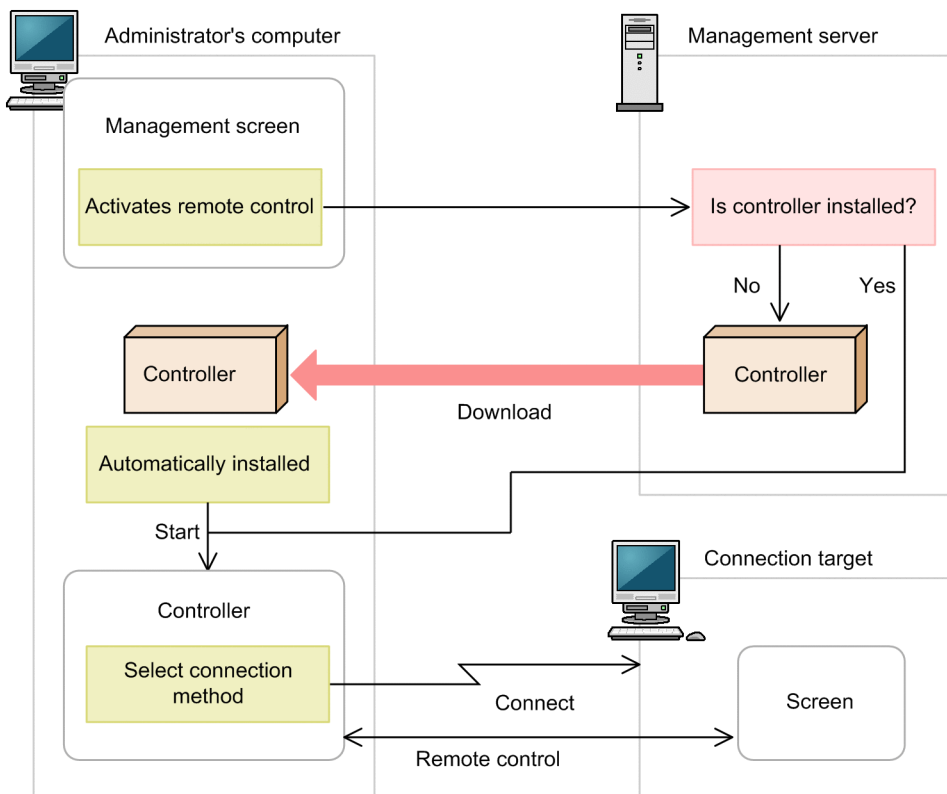 Administrator's computer
Management server
Management screen
Activates remote control
Is controller installed?
No
Yes
Controller
Controller
Download
Automatically installed
Start
Connection target
Controller
Select connection
method
Connect
Screen
Remote control